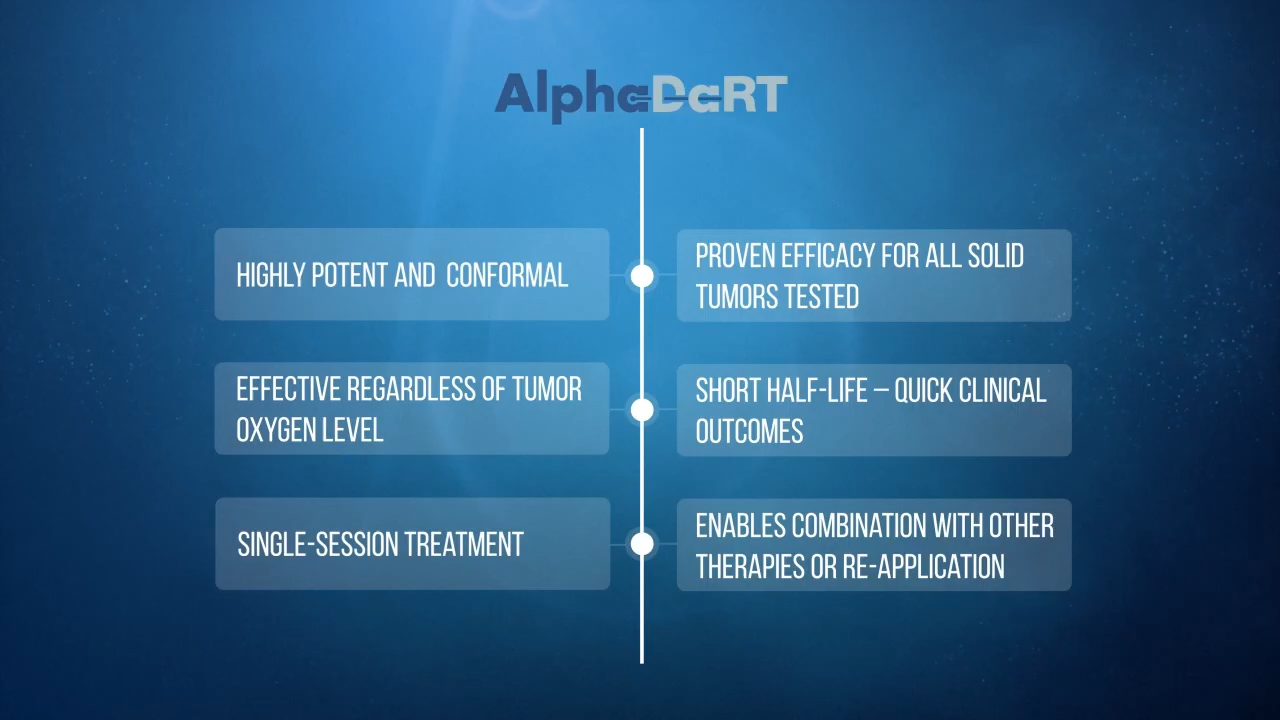 AlphaDaRT
HIGHLY POTENT AND CONFORMAL
PROVEN EFFICACY FOR ALL SOLID
TUMORS TESTED
EFFECTIVE REGARDLESS OF TUMOR
OXYGEN LEVEL
SHORT HALF-LIFE – QUICK CLINICAL
OUTCOMES
SINGLE-SESSION TREATMENT
ENABLES COMBINATION WITH OTHER
THERAPIES OR RE-APPLICATION